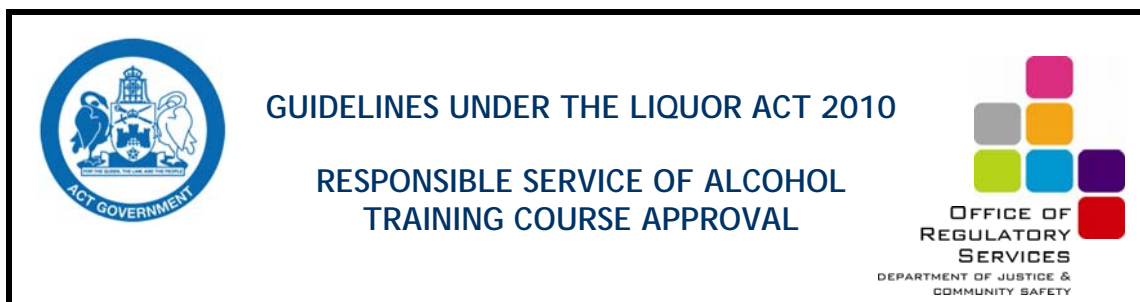 GUIDELINES UNDER THE LIQUOR ACT 2010
RESPONSIBLE SERVICE OF ALCOHOL
TRAINING COURSE APPROVAL
FOR THE QUEEN, THE LAW, AND THE PEOPLE
ACT GOVERNMENT
OFFICE OF
REGULATORY
SERVICES
DEPARTMENT OF JUSTICE &
COMMUNITY SAFETY